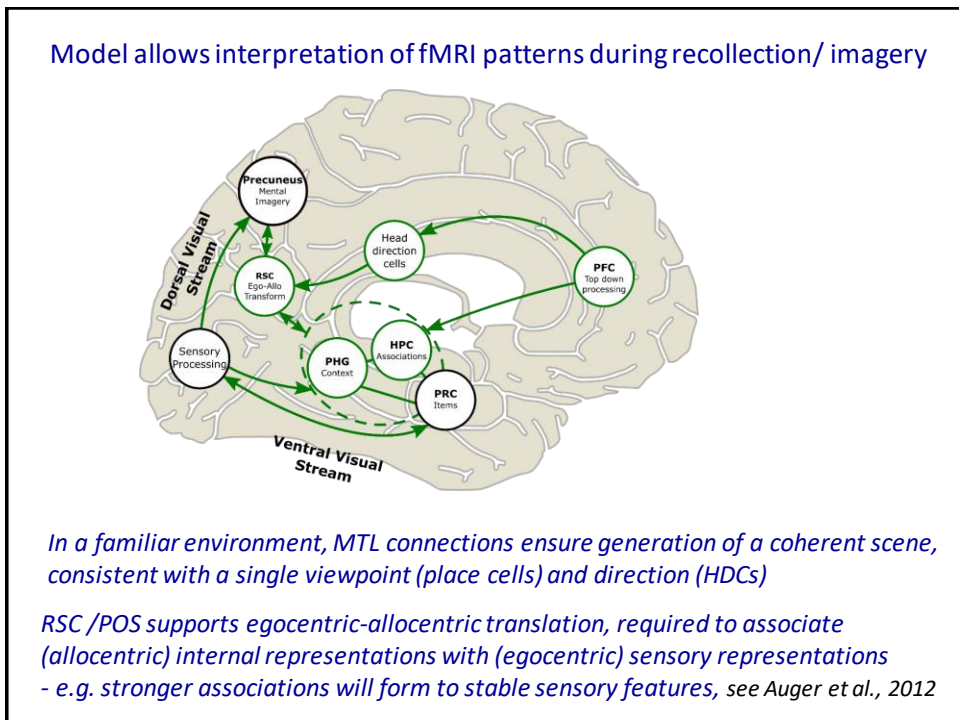 Model allows interpretation of fMRI patterns during recollection/ imagery
Precuneus
Mental
Imagery
Dorsal Visual
Stream
Head
direction
cells
RSC
Ego-Allo
Transform
PFC
Top down
processing
HPC
Associations
Sensory
Processing
PHG
Context
PRC
Items
Ventral Visual
Stream
In a familiar environment, MTL connections ensure generation of a coherent scene,
consistent with a single viewpoint (place cells) and direction (HDCs)
RSC /POS supports egocentric-allocentric translation, required to associate
(allocentric) internal representations with (egocentric) sensory representations
- e.g. stronger associations will form to stable sensory features, see Auger et al., 2012